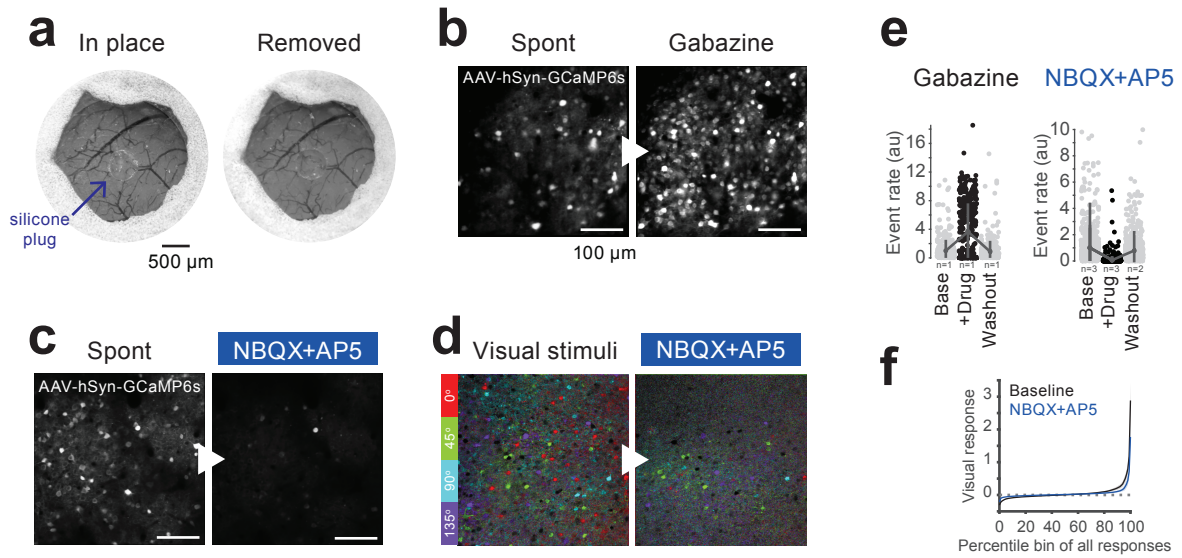 a
In place
Removed
silicone
plug
500 µm
b
Spont
Gabazine
AAV-hSyn-GCaMP6s
100 µm
c
Spont
NBQX+AP5
AAV-hSyn-GCaMP6s
d
Visual stimuli
NBQX+AP5
0°
45°
90°
135°
e
Gabazine
NBQX+AP5
Event rate (au)
16
12
8
4
0
n=1
n=1
n=1
Base
+Drug
Washout
Event rate (au)
10
8
6
4
2
0
n=3
n=3
n=2
Base
+Drug
Washout
f
Baseline
NBQX+AP5
Visual response
3
2
1
0
0 20 40 60 80 100
Percentile bin of all responses